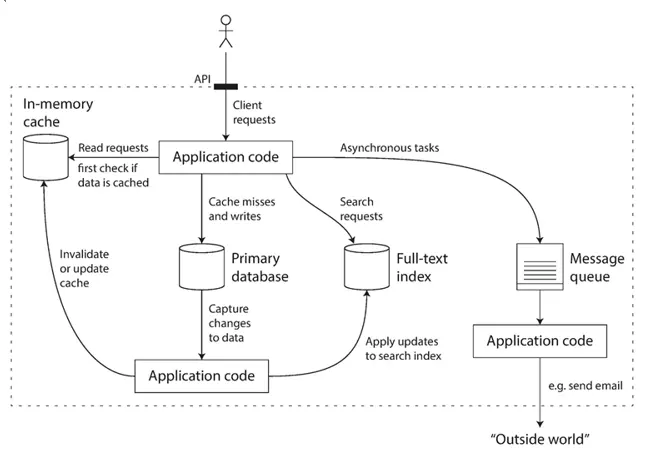 API
Client
requests
In-memory
cache
Read requests
first check if
data is cached
Application code
Asynchronous tasks
Cache misses
and writes
Search
requests
Invalidate
or update
cache
Primary
database
Full-text
index
Message
queue
Capture
changes
to data
Apply updates
to search index
Application code
Application code
e.g. send email
“Outside world”